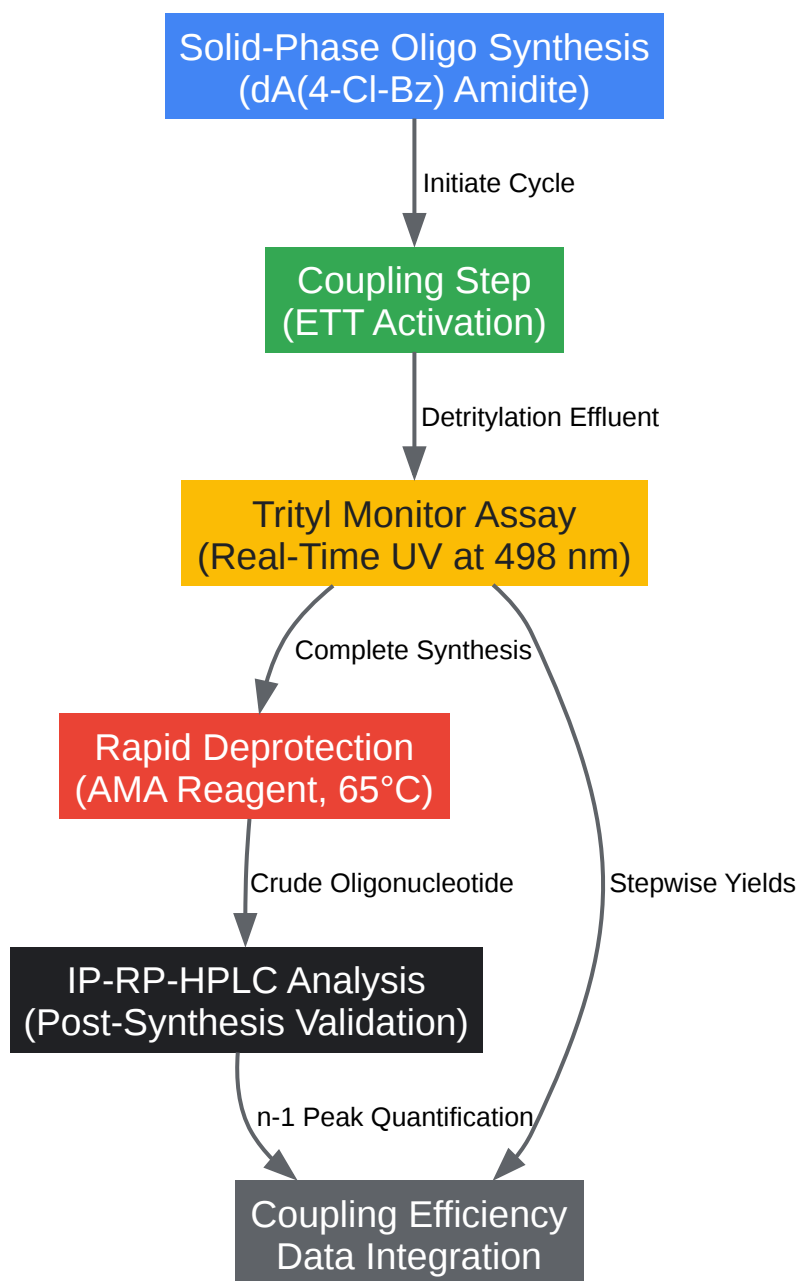 Solid-Phase Oligo Synthesis
(dA(4-Cl-Bz) Amidite)
Initiate Cycle
Coupling Step
(ETT Activation)
Detritylation Effluent
Trityl Monitor Assay
(Real-Time UV at 498 nm)
Complete Synthesis
Rapid Deprotection
(AMA Reagent, 65°C)
Crude Oligonucleotide
Stepwise Yields
IP-RP-HPLC Analysis
(Post-Synthesis Validation)
n-1 Peak Quantification
Coupling Efficiency
Data Integration